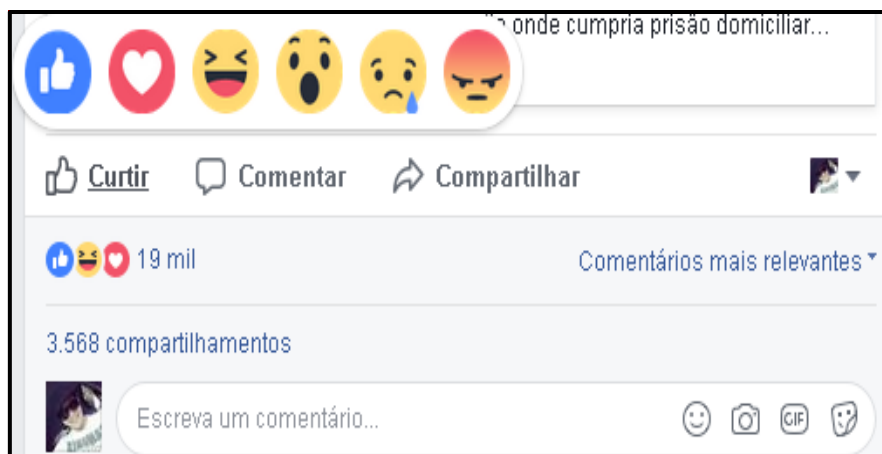 onde cumpria prisão domiciliar...
Curtir Comentar Compartilhar
19 mil Comentários mais relevantes
3.568 compartilhamentos
Escreva um comentário... GIF